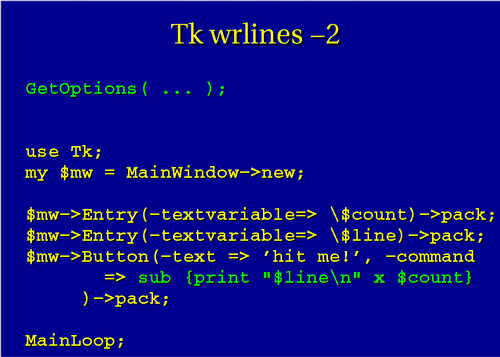 Tk wrlines –2
GetOptions( ... );
use Tk;
my $mw = MainWindow->new;
$mw->Entry(-textvariable=> \$count)->pack;
$mw->Entry(-textvariable=> \$line)->pack;
$mw->Button(-text => ’hit me!’, -command
=> sub {print "$line\n" x $count}
)->pack;
MainLoop;